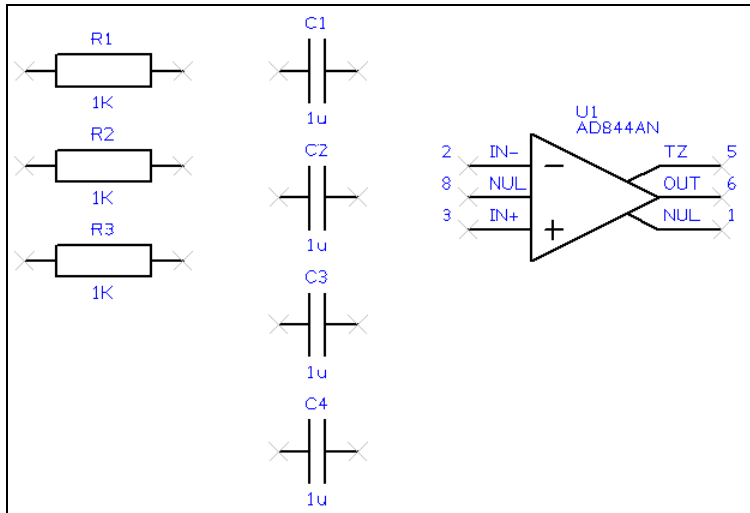 R1
1K
R2
1K
R3
1K
C1
1u
C2
1u
C3
1u
C4
1u
U1
AD844AN
2 IN- TZ 5
8 NUL OUT 6
3 IN+ NUL 1